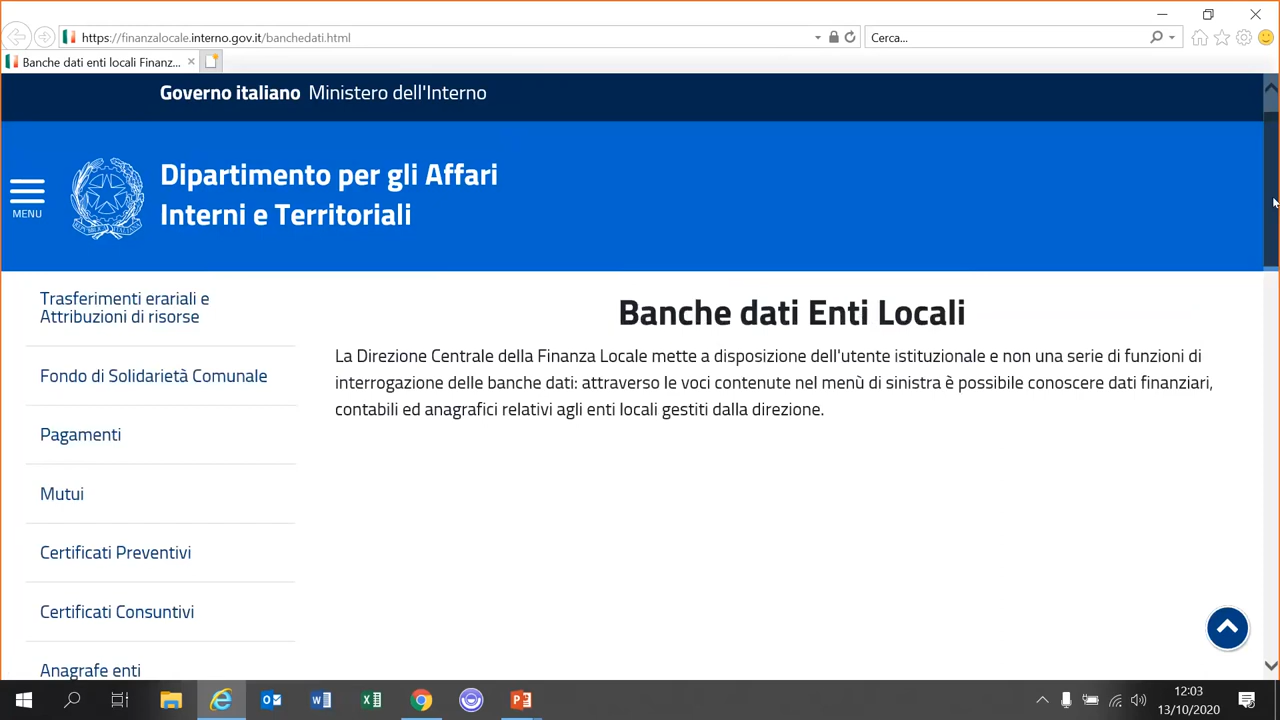 https://finanzalocale.interno.gov.it/banchedati.html
Cerca...
Banche dati enti locali Finanz...
Governo italiano Ministero dell'Interno
MENU
Dipartimento per gli Affari
Interni e Territoriali
Trasferimenti erariali e
Attribuzioni di risorse
Fondo di Solidarietà Comunale
Pagamenti
Mutui
Certificati Preventivi
Certificati Consuntivi
Anagrafe enti
Banche dati Enti Locali
La Direzione Centrale della Finanza Locale mette a disposizione dell'utente istituzionale e non una serie di funzioni di
interrogazione delle banche dati: attraverso le voci contenute nel menù di sinistra è possibile conoscere dati finanziari,
contabili ed anagrafici relativi agli enti locali gestiti dalla direzione.
12:03
13/10/2020